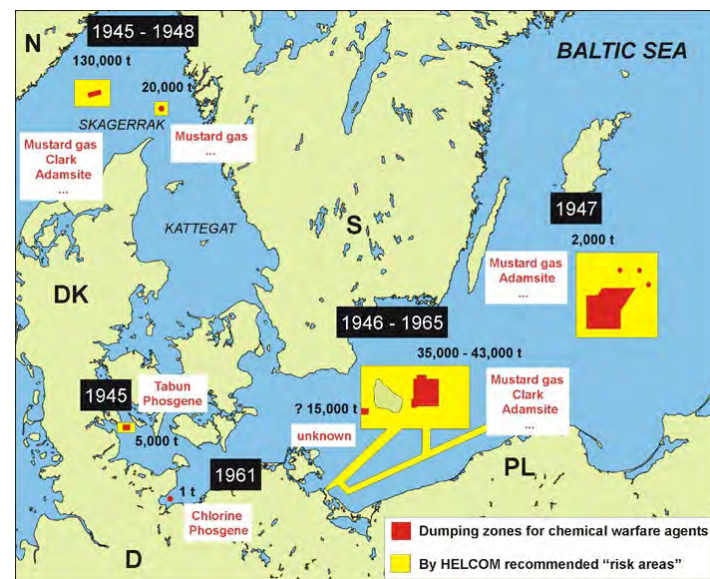 N
1945 - 1948
130,000 t
20,000 t
BALTIC SEA
SKAGERRAK
Mustard gas
...
Mustard gas
Clark
Adamsite
...
KATTEGAT
S
1947
2,000 t
Mustard gas
Adamsite
...
DK
1946 - 1965
35,000 - 43,000 t
1945
Tabun
Phosgene
5,000 t
? 15,000 t
unknown
Mustard gas
Clark
Adamsite
...
1961
1 t
Chlorine
Phosgene
PL
D
Dumping zones for chemical warfare agents
By HELCOM recommended “risk areas”